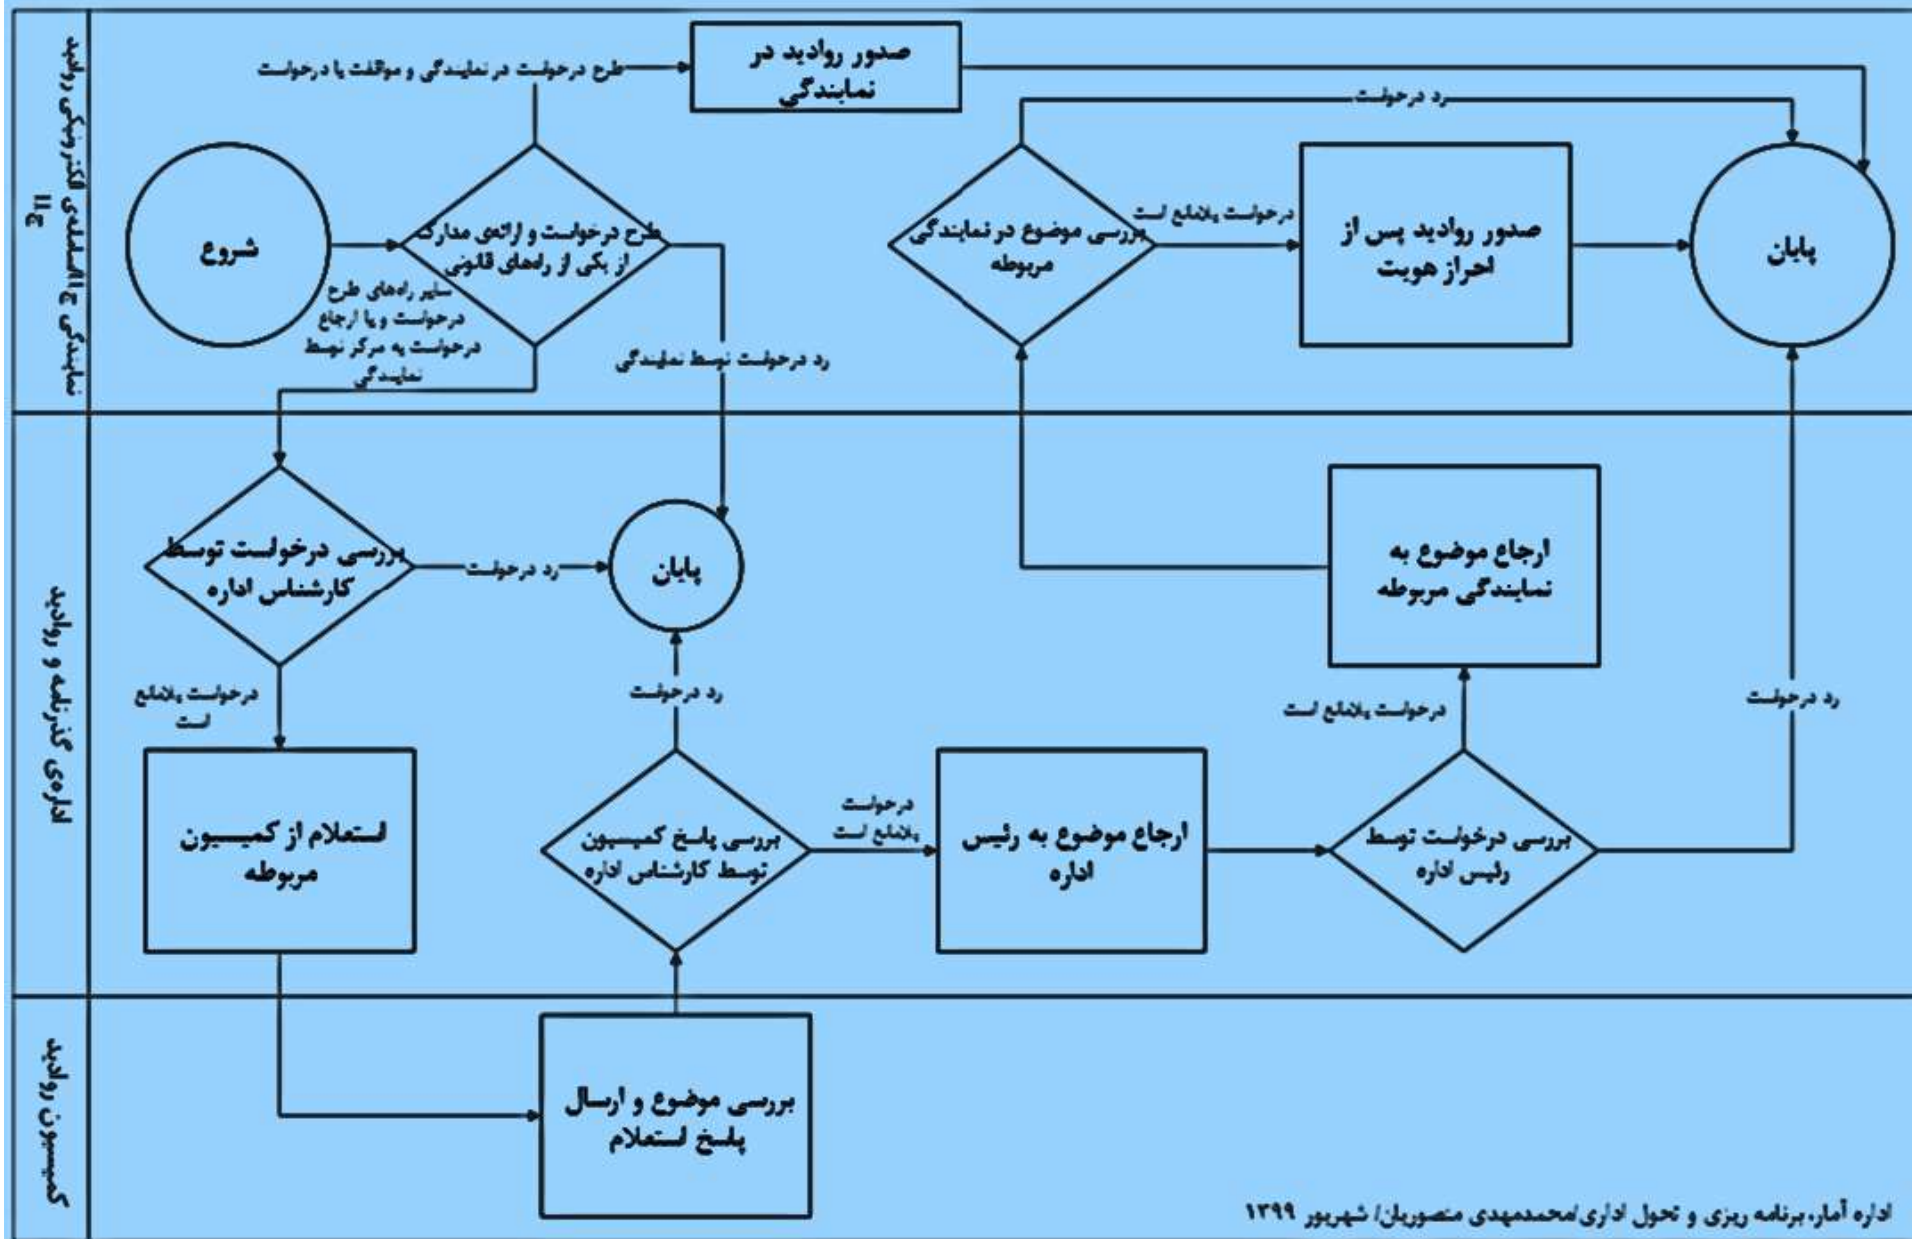 صدور روادید در
نمایندگی
طرح درخواست در نمایندگی و موافقت با درخواست
رد درخواست
شروع
طرح درخواست و ارائه‌ی مدارک
از یکی از راه‌های قانونی
سایر راه‌های طرح
درخواست و یا ارجاع
درخواست به مرکز توسط
نمایندگی
رد درخواست توسط نمایندگی
بررسی موضوع در نمایندگی
مربوطه
درخواست بلامانع است
صدور روادید پس از
احراز هویت
پایان
اداره‌ی گذرنامه و روادید
بررسی درخواست توسط
کارشناس اداره
رد درخواست
پایان
ارجاع موضوع به
نمایندگی مربوطه
درخواست بلامانع
است
رد درخواست
درخواست بلامانع است
رد درخواست
استعلام از کمیسیون
مربوطه
بررسی پاسخ کمیسیون
توسط کارشناس اداره
درخواست
بلامانع است
ارجاع موضوع به رئیس
اداره
بررسی درخواست توسط
رئیس اداره
کمیسیون روادید
بررسی موضوع و ارسال
پاسخ استعلام
اداره آمار، برنامه ریزی و تحول اداری/محمدمهدی منصوریان/ شهریور ۱۳۹۹